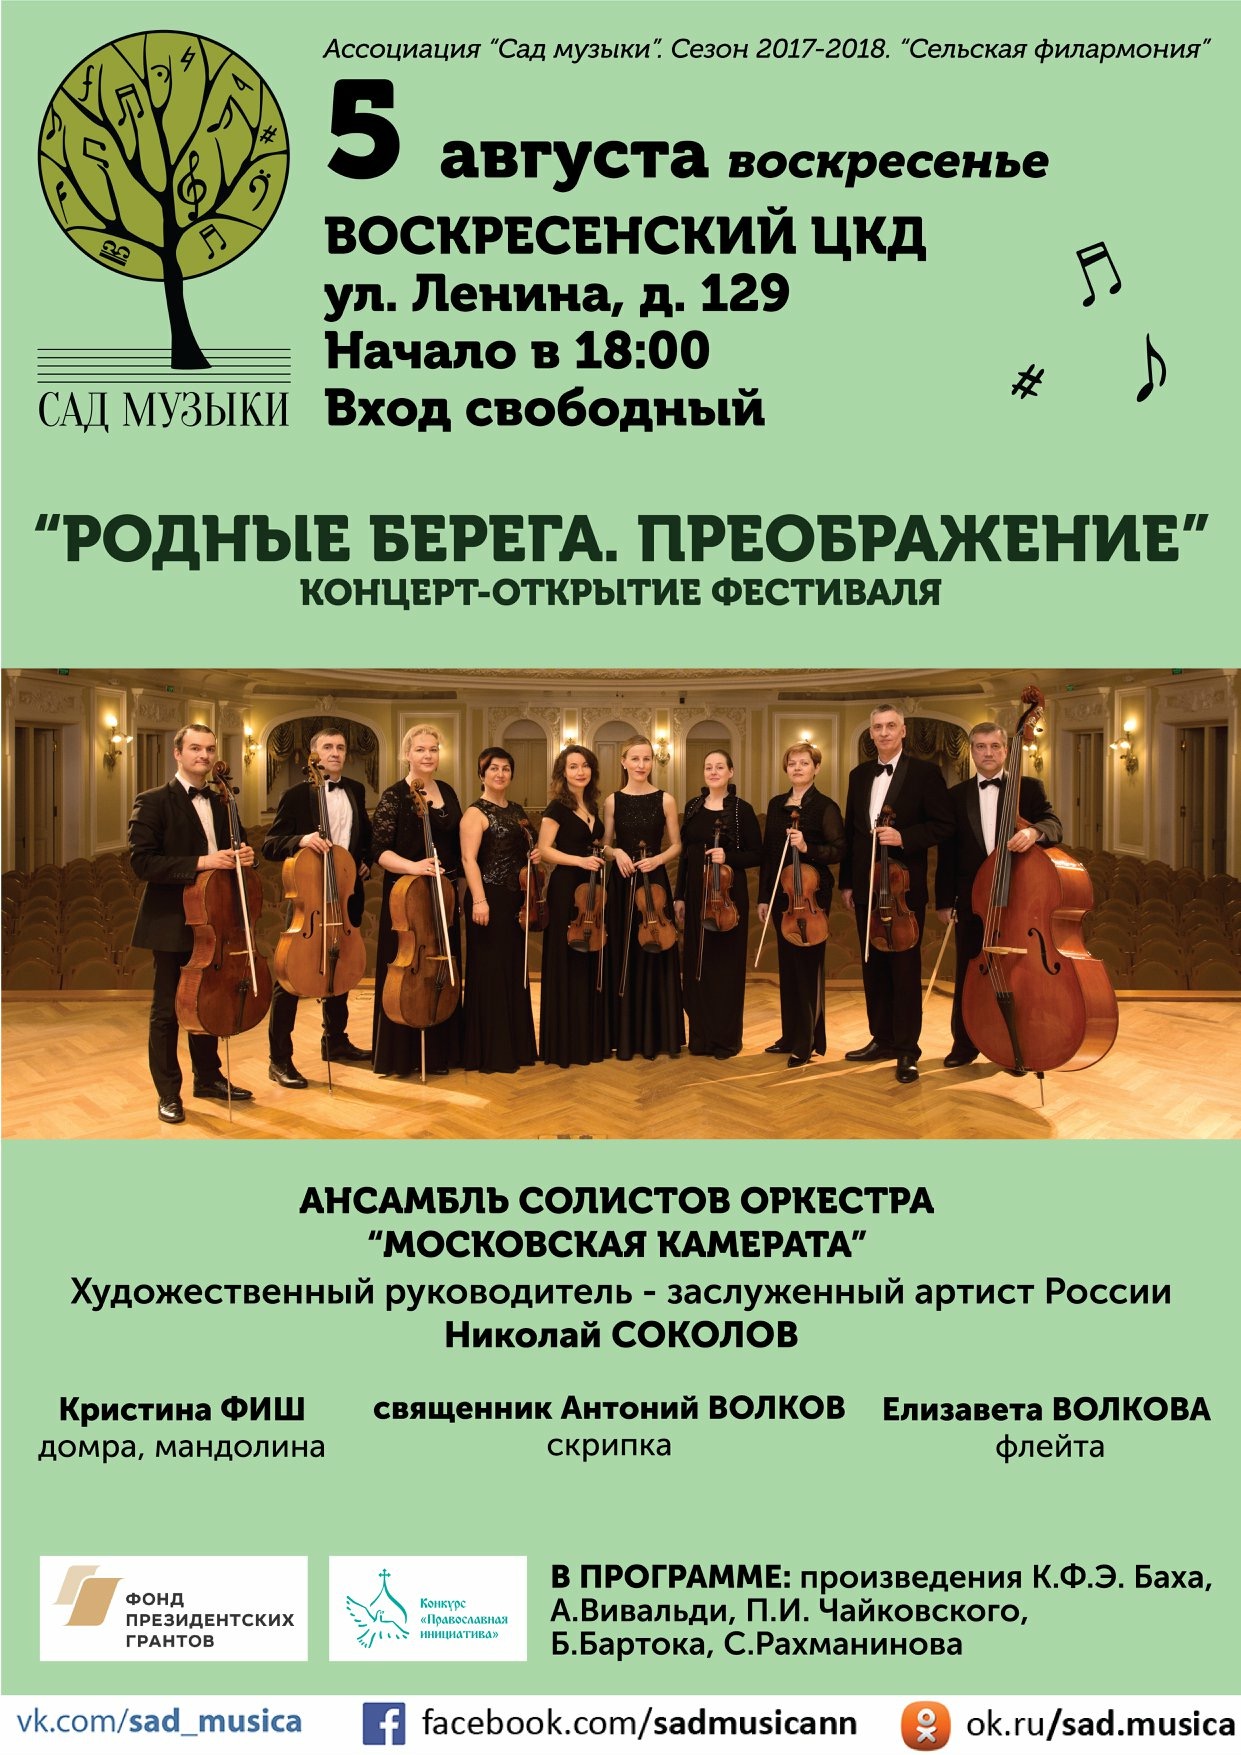 Ассоциация “Сад музыки”. Сезон 2017-2018. “Сельская филармония”
5 августа воскресенье
ВОСКРЕСЕНСКИЙ ЦКД
ул. Ленина, д. 129
Начало в 18:00
Вход свободный
САД МУЗЫКИ
“РОДНЫЕ БЕРЕГА. ПРЕОБРАЖЕНИЕ”
КОНЦЕРТ-ОТКРЫТИЕ ФЕСТИВАЛЯ
АНСАМБЛЬ СОЛИСТОВ ОРКЕСТРА
“МОСКОВСКАЯ КАМЕРАТА”
Художественный руководитель - заслуженный артист России
Николай СОКОЛОВ
Кристина ФИШ
домра, мандолина
священник Антоний ВОЛКОВ
скрипка
Елизавета ВОЛКОВА
флейта
ФОНД
ПРЕЗИДЕНТСКИХ
ГРАНТОВ
Конкурс
«Православная
инициатива»
В ПРОГРАММЕ: произведения К.Ф.Э. Баха,
А.Вивальди, П.И. Чайковского,
Б.Бартока, С.Рахманинова
vk.com/sad_musica
facebook.com/sadmusicann
ok.ru/sad.musica